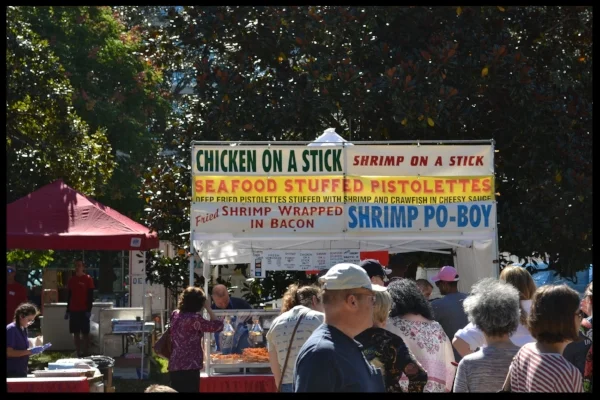 CHICKEN ON A STICK
SHRIMP ON A STICK
SEAFOOD STUFFED PISTOLETTES
DEEP FRIED PISTOLETTES STUFFED WITH SHRIMP AND CRAWFISH IN CHEESY SAUCE
Fried SHRIMP WRAPPED
IN BACON
SHRIMP PO-BOY